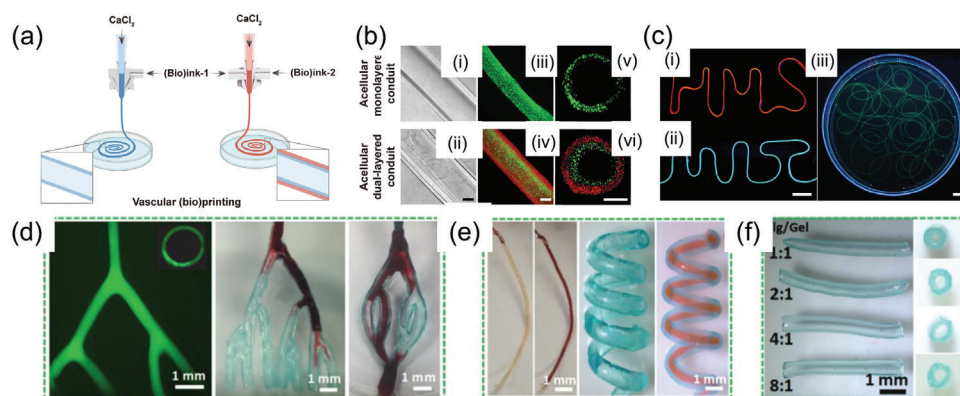 (a)
CaCl₂
CaCl₂
(Bio)ink-1
(Bio)ink-2
Vascular (bio)printing
(b)
Acellular
monolayere
conduit
(i)
(iii)
(v)
Acellular
dual-layered
conduit
(ii)
(iv)
(vi)
(c)
(i)
(iii)
(ii)
(d)
1 mm
1 mm
1 mm
(e)
1 mm
1 mm
(f)
lg/Gel
1:1
2:1
4:1
8:1
1 mm